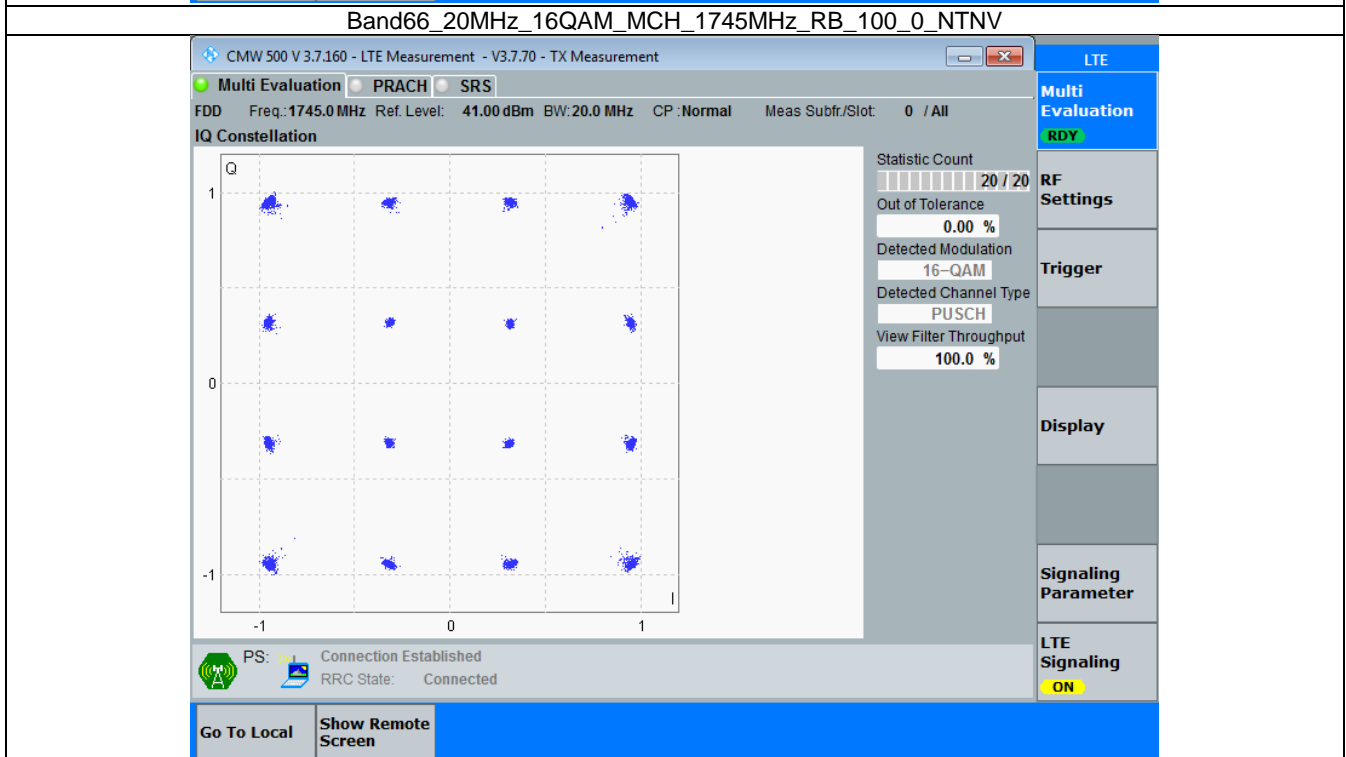 Band66_20MHz_16QAM_MCH_1745MHz_RB_100_0_NTNV
CMW 500 V 3.7.160 - LTE Measurement - V3.7.70 - TX Measurement
LTE
Multi Evaluation PRACH SRS
FDD Freq.: 1745.0 MHz Ref. Level: 41.00 dBm BW: 20.0 MHz CP : Normal Meas Subfr./Slot: 0 / All
IQ Constellation
Q
1
0
-1
I
-1 0 1
Statistic Count
20 / 20
Out of Tolerance
0.00 %
Detected Modulation
16-QAM
Detected Channel Type
PUSCH
View Filter Throughput
100.0 %
Multi
Evaluation
RDY
RF
Settings
Trigger
Display
Signaling
Parameter
LTE
Signaling
ON
PS:
Connection Established
RRC State: Connected
Go To Local
Show Remote
Screen